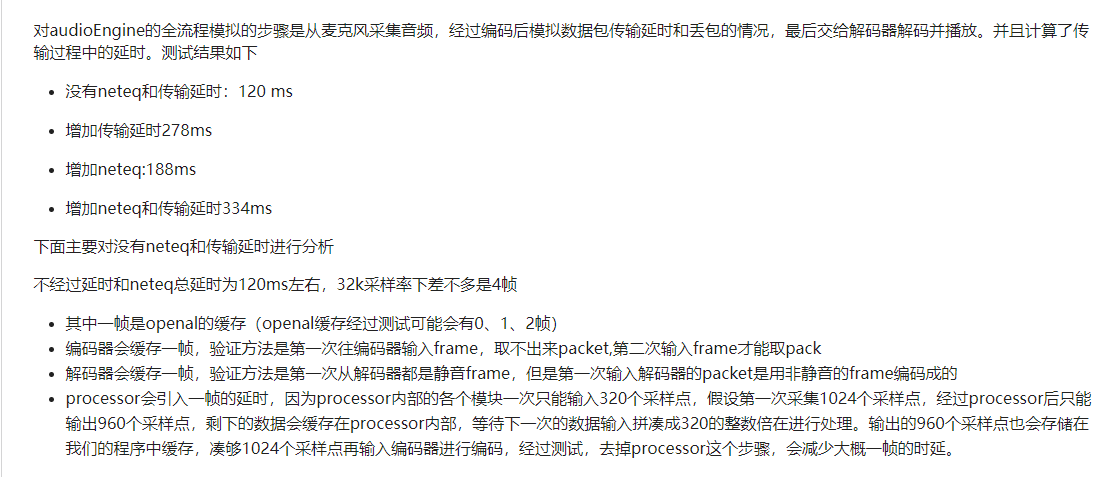 对audioEngine的全流程模拟的步骤是从麦克风采集音频，经过编码后模拟数据包传输延时和丢包的情况，最后交给解码器解码并播放。并且计算了传
输过程中的延时。测试结果如下
• 没有neteq和传输延时：120 ms
• 增加传输延时278ms
• 增加neteq:188ms
• 增加neteq和传输延时334ms
下面主要对没有neteq和传输延时进行分析
不经过延时和neteq总延时为120ms左右，32k采样率下差不多是4帧
• 其中一帧是openal的缓存（openal缓存经过测试可能会有0、1、2帧）
• 编码器会缓存一帧，验证方法是第一次往编码器输入frame，取不出来packet,第二次输入frame才能取pack
• 解码器会缓存一帧，验证方法是第一次从解码器都是静音frame，但是第一次输入解码器的packet是用非静音的frame编码成的
• processor会引入一帧的延时，因为processor内部的各个模块一次只能输入320个采样点，假设第一次采集1024个采样点，经过processor后只能
输出960个采样点，剩下的数据会缓存在processor内部，等待下一次的数据输入拼凑成320的整数倍在进行处理。输出的960个采样点也会存储在
我们的程序中缓存，凑够1024个采样点再输入编码器进行编码，经过测试，去掉processor这个步骤，会减少大概一帧的时延。